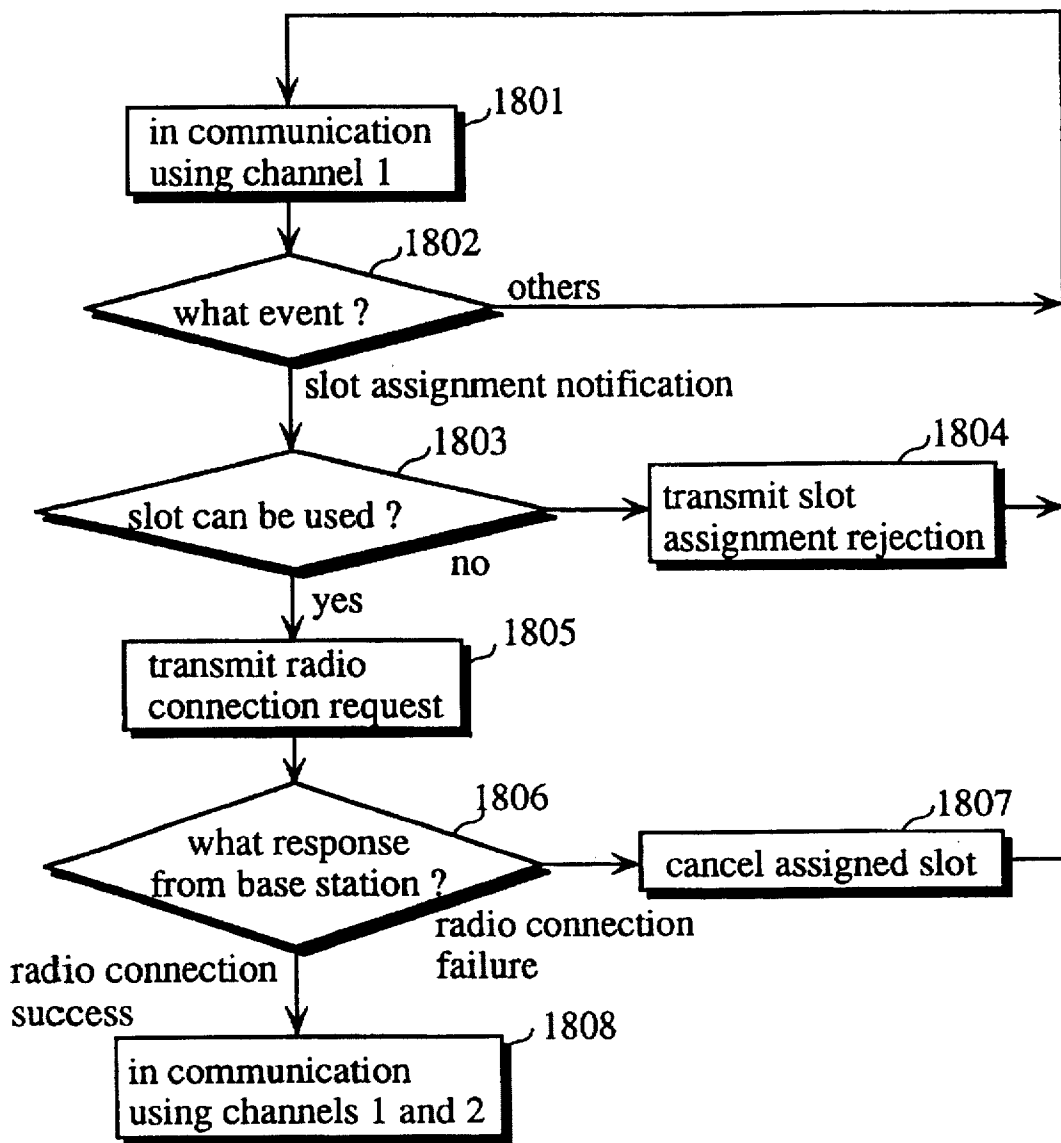 1801
in communication
using channel 1
1802
what event ?
others
slot assignment notification
1803
slot can be used ?
no
yes
1804
transmit slot
assignment rejection
1805
transmit radio
connection request
1806
what response
from base station ?
1807
cancel assigned slot
radio connection
failure
radio connection
success
1808
in communication
using channels 1 and 2